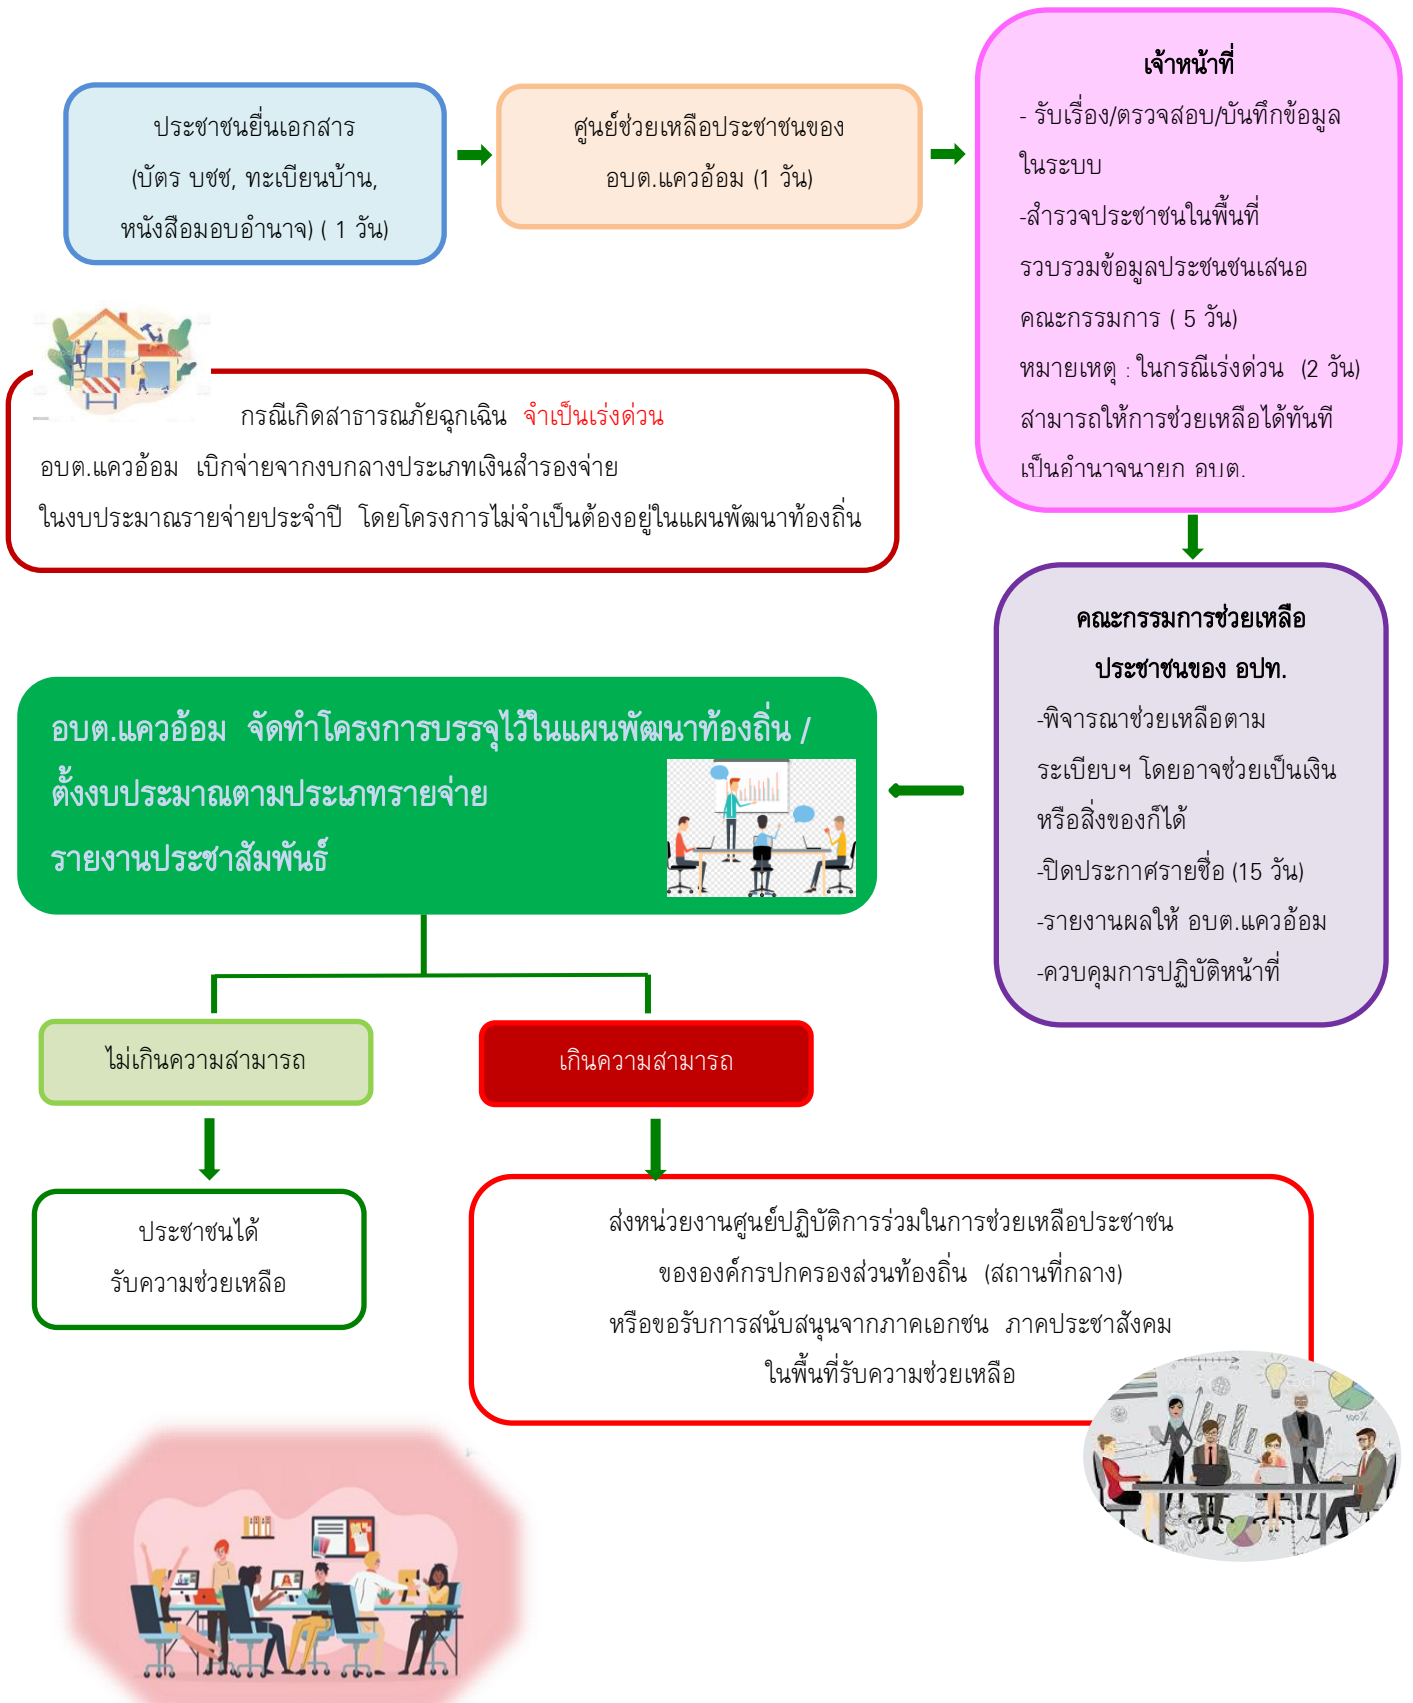 ประชาชนยื่นเอกสาร
(บัตร บชช, ทะเบียนบ้าน,
หนังสือมอบอำนาจ) ( 1 วัน)
ศูนย์ช่วยเหลือประชาชนของ
อบต.แควอ้อม (1 วัน)
เจ้าหน้าที่
- รับเรื่อง/ตรวจสอบ/บันทึกข้อมูล
ในระบบ
-สำรวจประชาชนในพื้นที่
รวบรวมข้อมูลประชนชนเสนอ
คณะกรรมการ ( 5 วัน)
หมายเหตุ : ในกรณีเร่งด่วน (2 วัน)
สามารถให้การช่วยเหลือได้ทันที
เป็นอำนาจนายก อบต.
กรณีเกิดสาธารณภัยฉุกเฉิน จำเป็นเร่งด่วน
อบต.แควอ้อม เบิกจ่ายจากงบกลางประเภทเงินสำรองจ่าย
ในงบประมาณรายจ่ายประจำปี โดยโครงการไม่จำเป็นต้องอยู่ในแผนพัฒนาท้องถิ่น
คณะกรรมการช่วยเหลือ
ประชาชนของ อปท.
-พิจารณาช่วยเหลือตาม
ระเบียบฯ โดยอาจช่วยเป็นเงิน
หรือสิ่งของก็ได้
-ปิดประกาศรายชื่อ (15 วัน)
-รายงานผลให้ อบต.แควอ้อม
-ควบคุมการปฏิบัติหน้าที่
อบต.แควอ้อม จัดทำโครงการบรรจุไว้ในแผนพัฒนาท้องถิ่น /
ตั้งงบประมาณตามประเภทรายจ่าย
รายงานประชาสัมพันธ์
ไม่เกินความสามารถ
เกินความสามารถ
ประชาชนได้
รับความช่วยเหลือ
ส่งหน่วยงานศูนย์ปฏิบัติการร่วมในการช่วยเหลือประชาชน
ขององค์กรปกครองส่วนท้องถิ่น (สถานที่กลาง)
หรือขอรับการสนับสนุนจากภาคเอกชน ภาคประชาสังคม
ในพื้นที่รับความช่วยเหลือ
100%